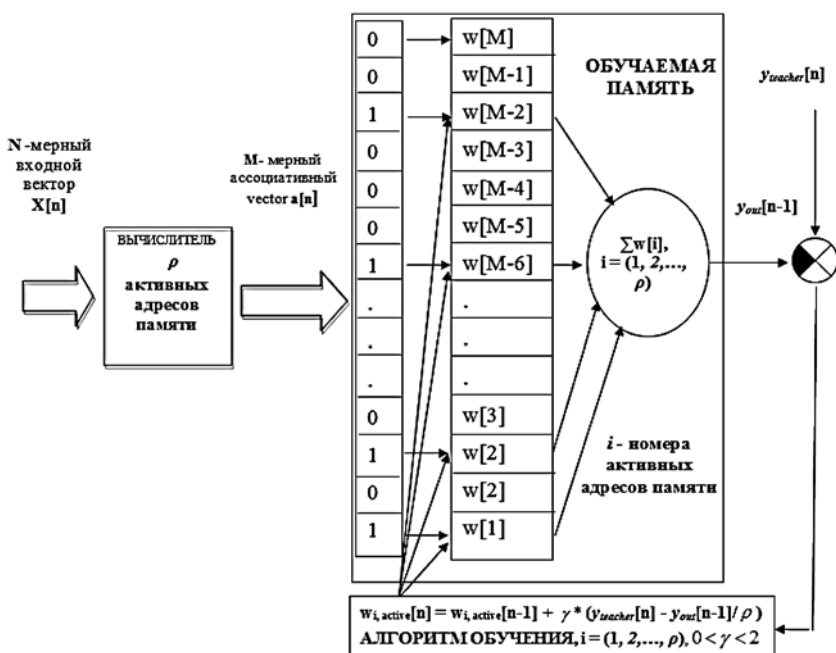 N -мерный
входной
вектор
X[n]
ВЫЧИСЛИТЕЛЬ
ρ
активных
адресов
памяти
M- мерный
ассоциативный
vector a[n]
0
0
1
0
0
0
1
.
.
.
0
1
0
1
w[M]
w[M-1]
w[M-2]
w[M-3]
w[M-4]
w[M-5]
w[M-6]
.
.
.
w[3]
w[2]
w[2]
w[1]
ОБУЧАЕМАЯ
ПАМЯТЬ
∑w[i],
i = (1, 2,...,
ρ)
i - номера
активных
адресов памяти
y_teacher[n]
y_out[n-1]
w_i, active[n] = w_i, active[n-1] + γ * (y_teacher[n] - y_out[n-1]/ ρ )
АЛГОРИТМ ОБУЧЕНИЯ, i = (1, 2,..., ρ), 0 < γ < 2